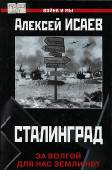 ВОЙНА И МЫ
Алексей ИСАЕВ
СТАЛИНГРАД
ЗА ВОЛГОЙ
ДЛЯ НАС ЗЕМЛИ НЕТ